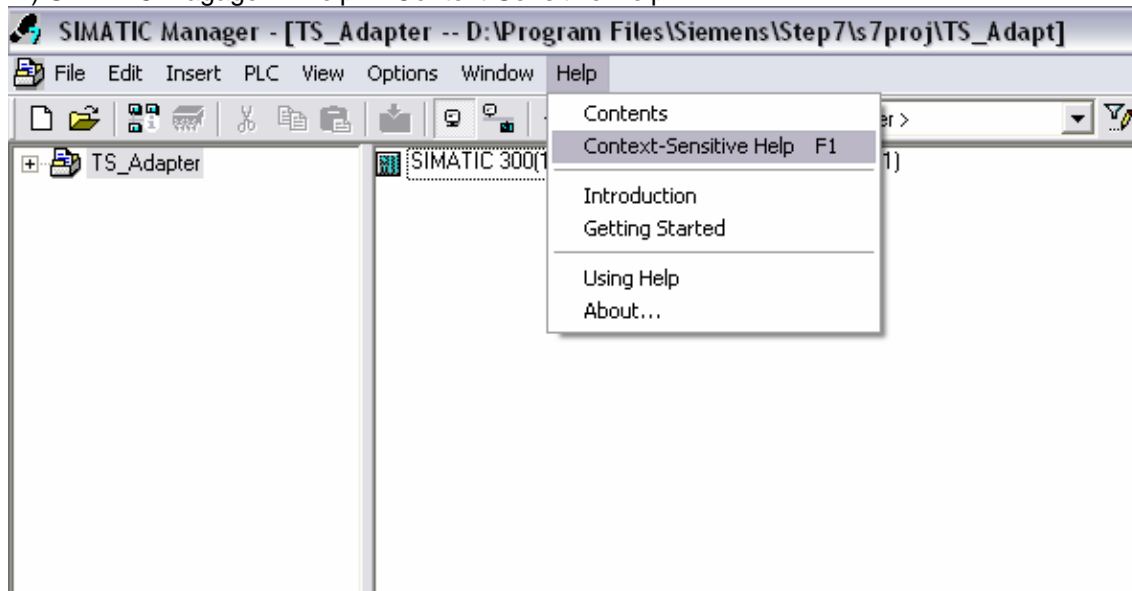 SIMATIC Manager - [TS_Adapter -- D:\Program Files\Siemens\Step7\s7proj\TS_Adapt]
File Edit Insert PLC View Options Window Help
Contents
Context-Sensitive Help F1
Introduction
Getting Started
Using Help
About...
TS_Adapter
SIMATIC 300(1
1)